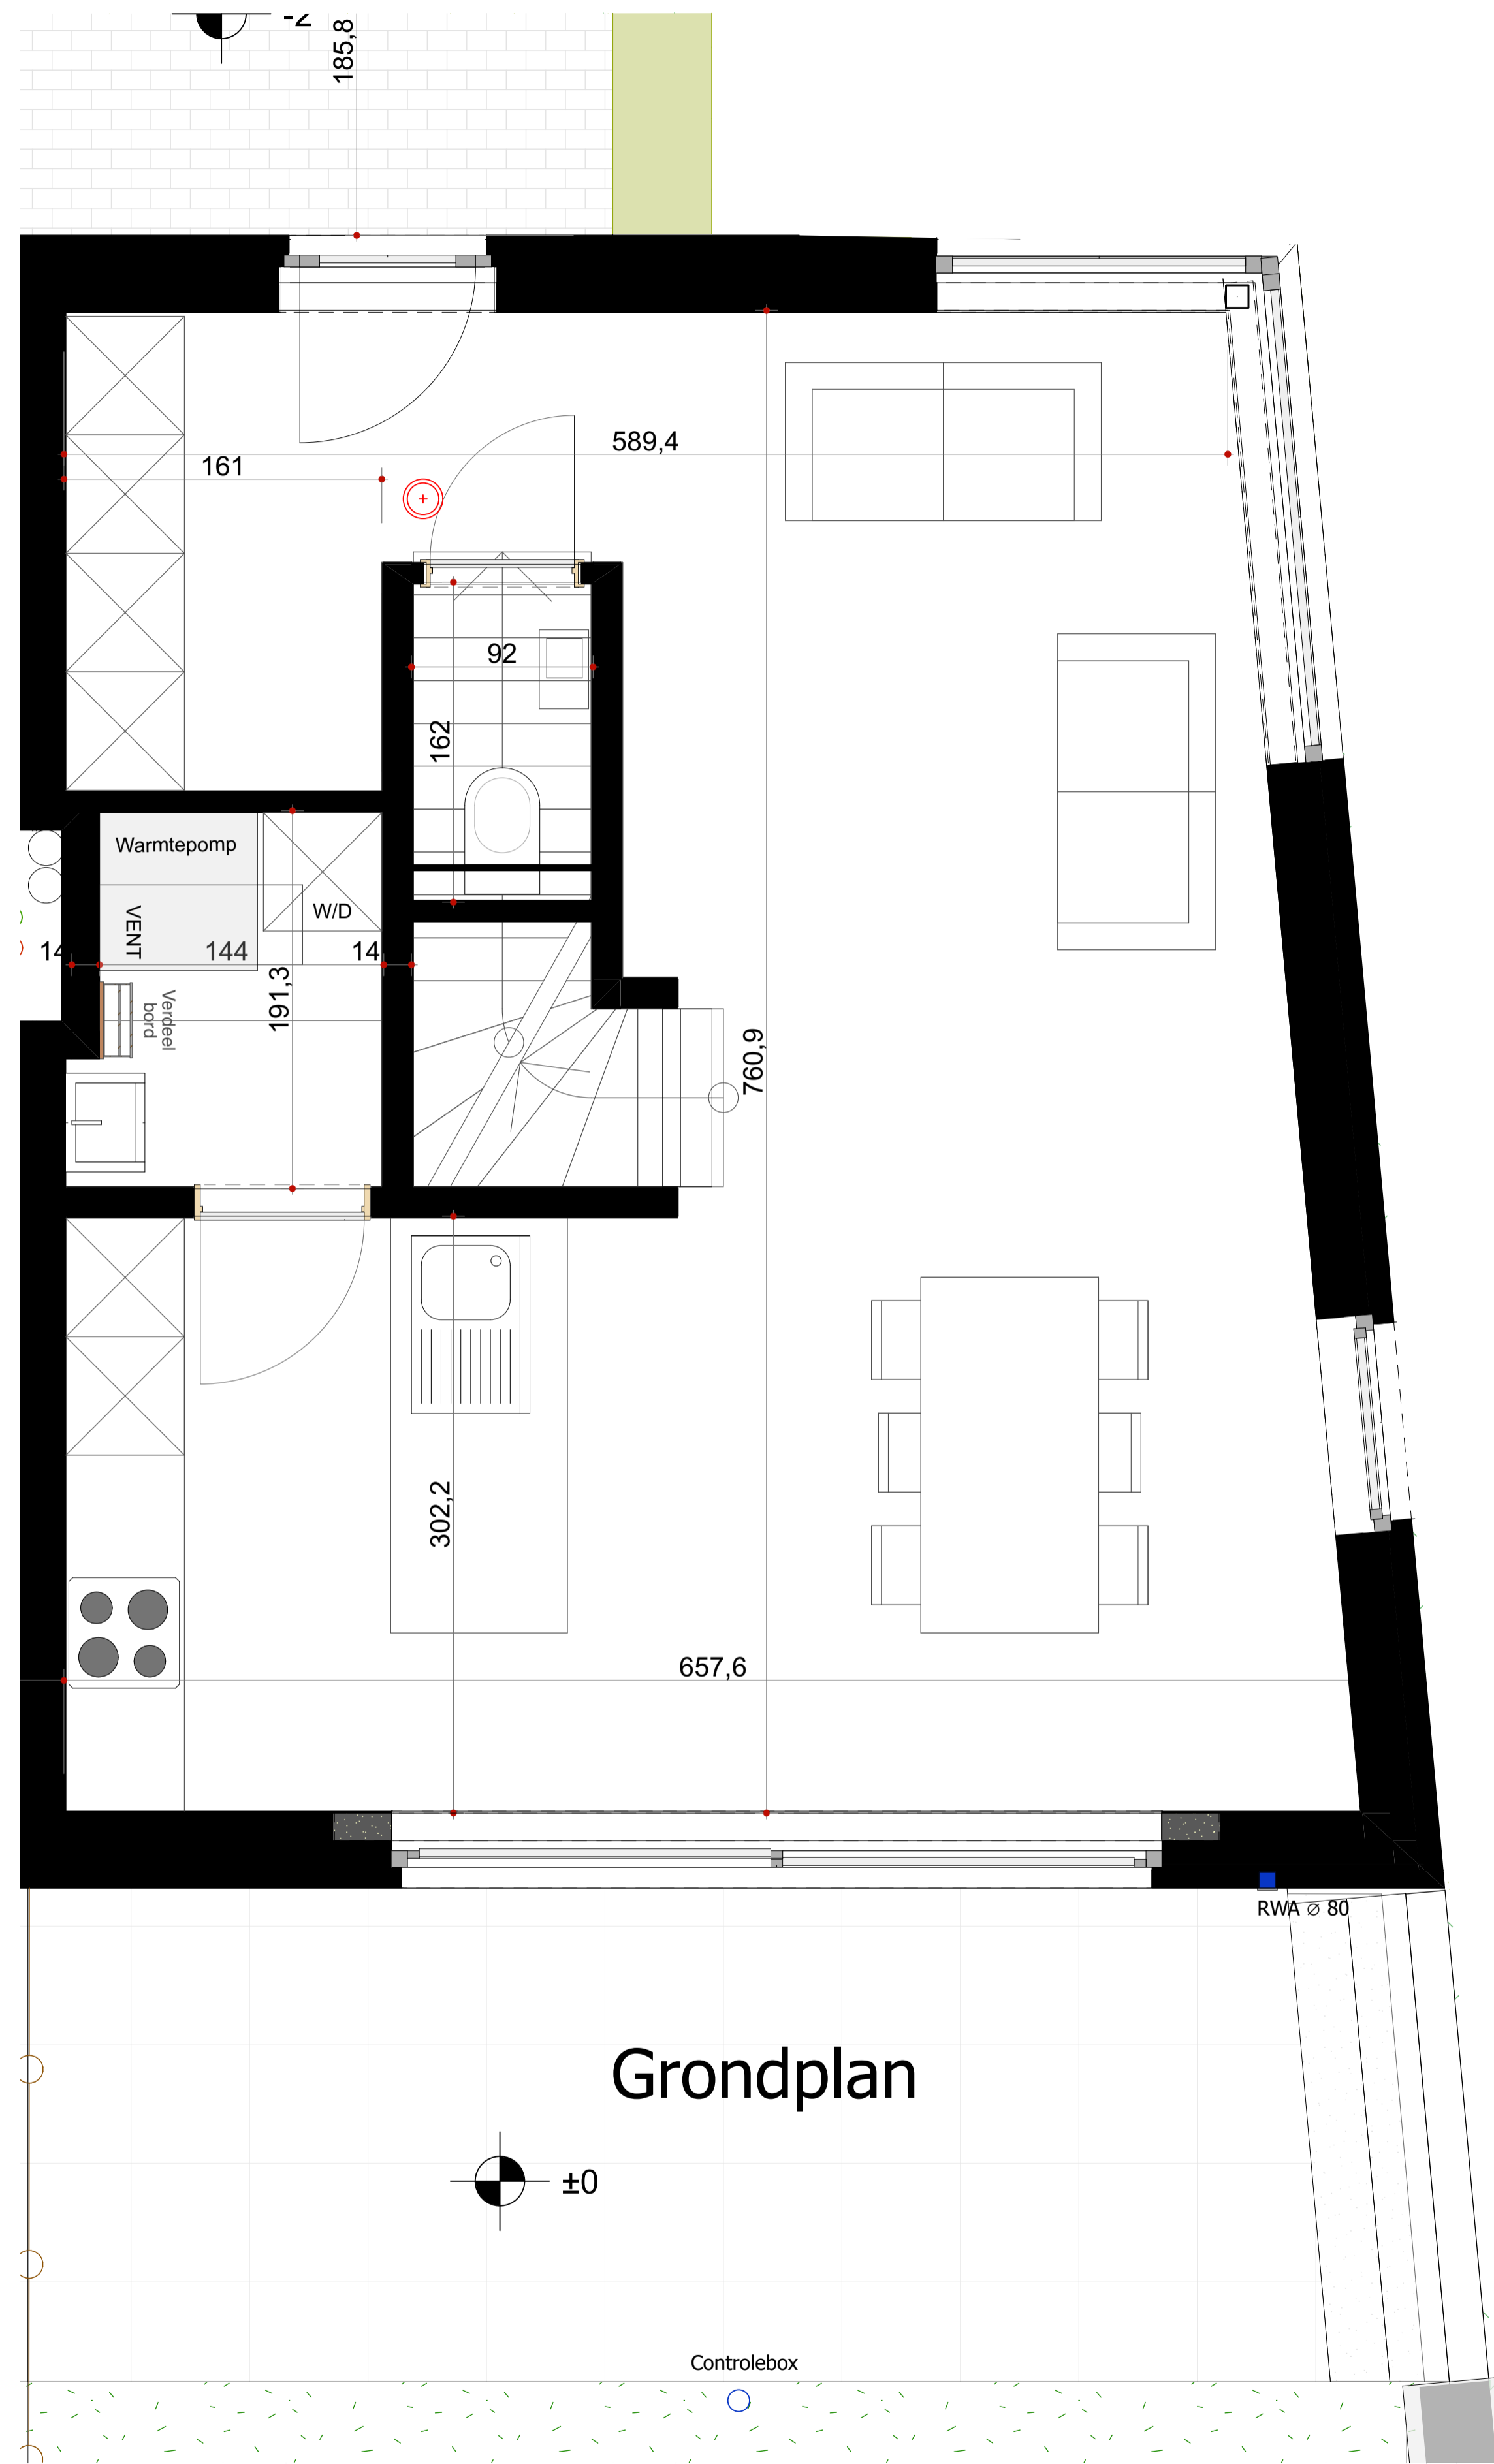 -2
185,8
589,4
161
92
162
Warmtepomp
VENT
W/D
14
144
14
191,3
Verdeel
bord
760,9
302,2
657,6
RWA ⌀ 80
Grondplan
±0
Controlebox